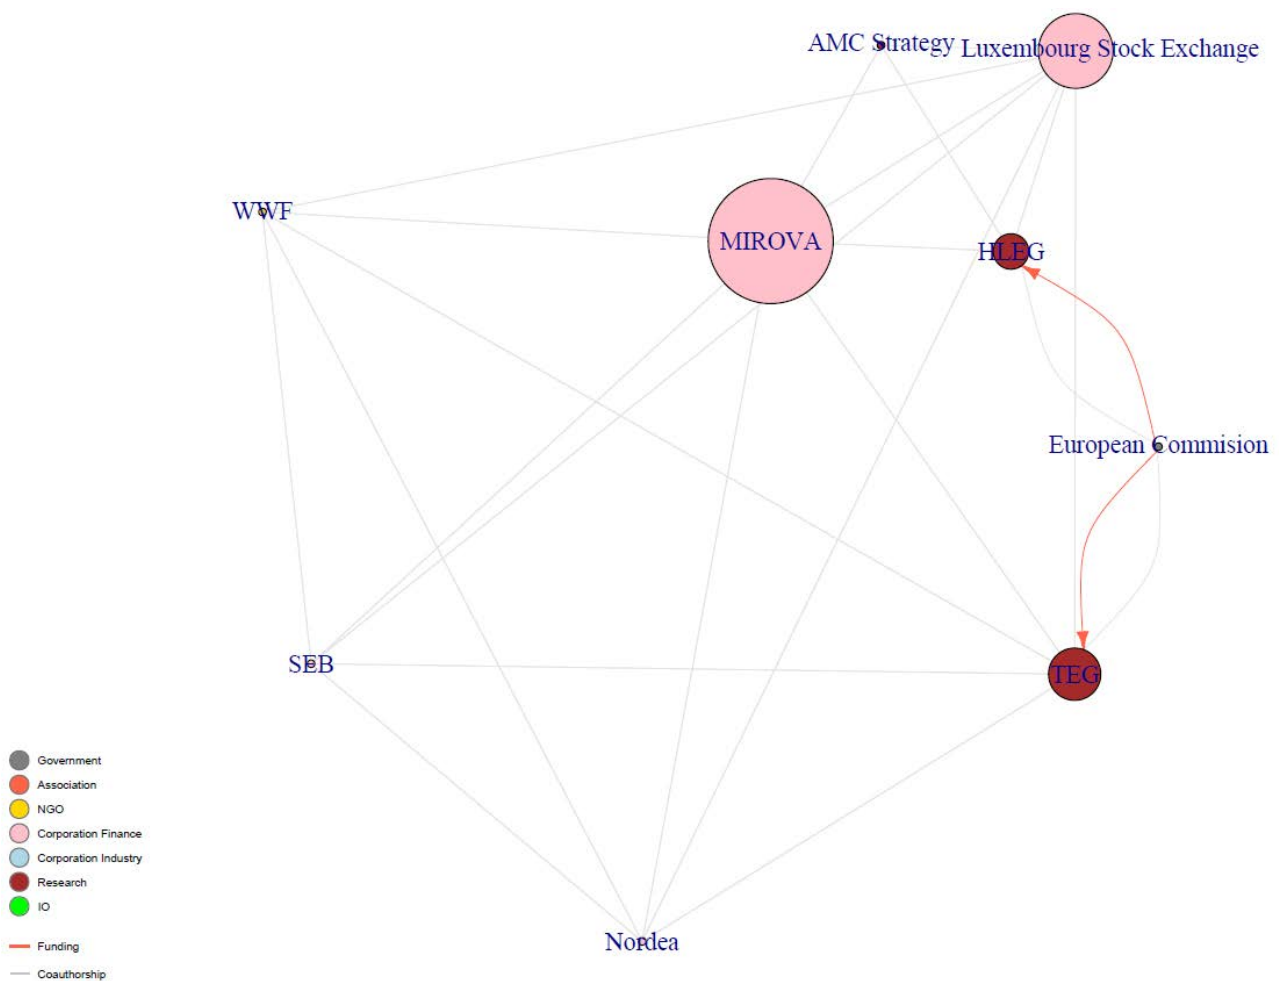 AMC Strategy
Luxembourg Stock Exchange
WWF
MIROVA
HLEG
European Commision
SEB
TEG
Nordea
Government
Association
NGO
Corporation Finance
Corporation Industry
Research
IO
Funding
Coauthorship